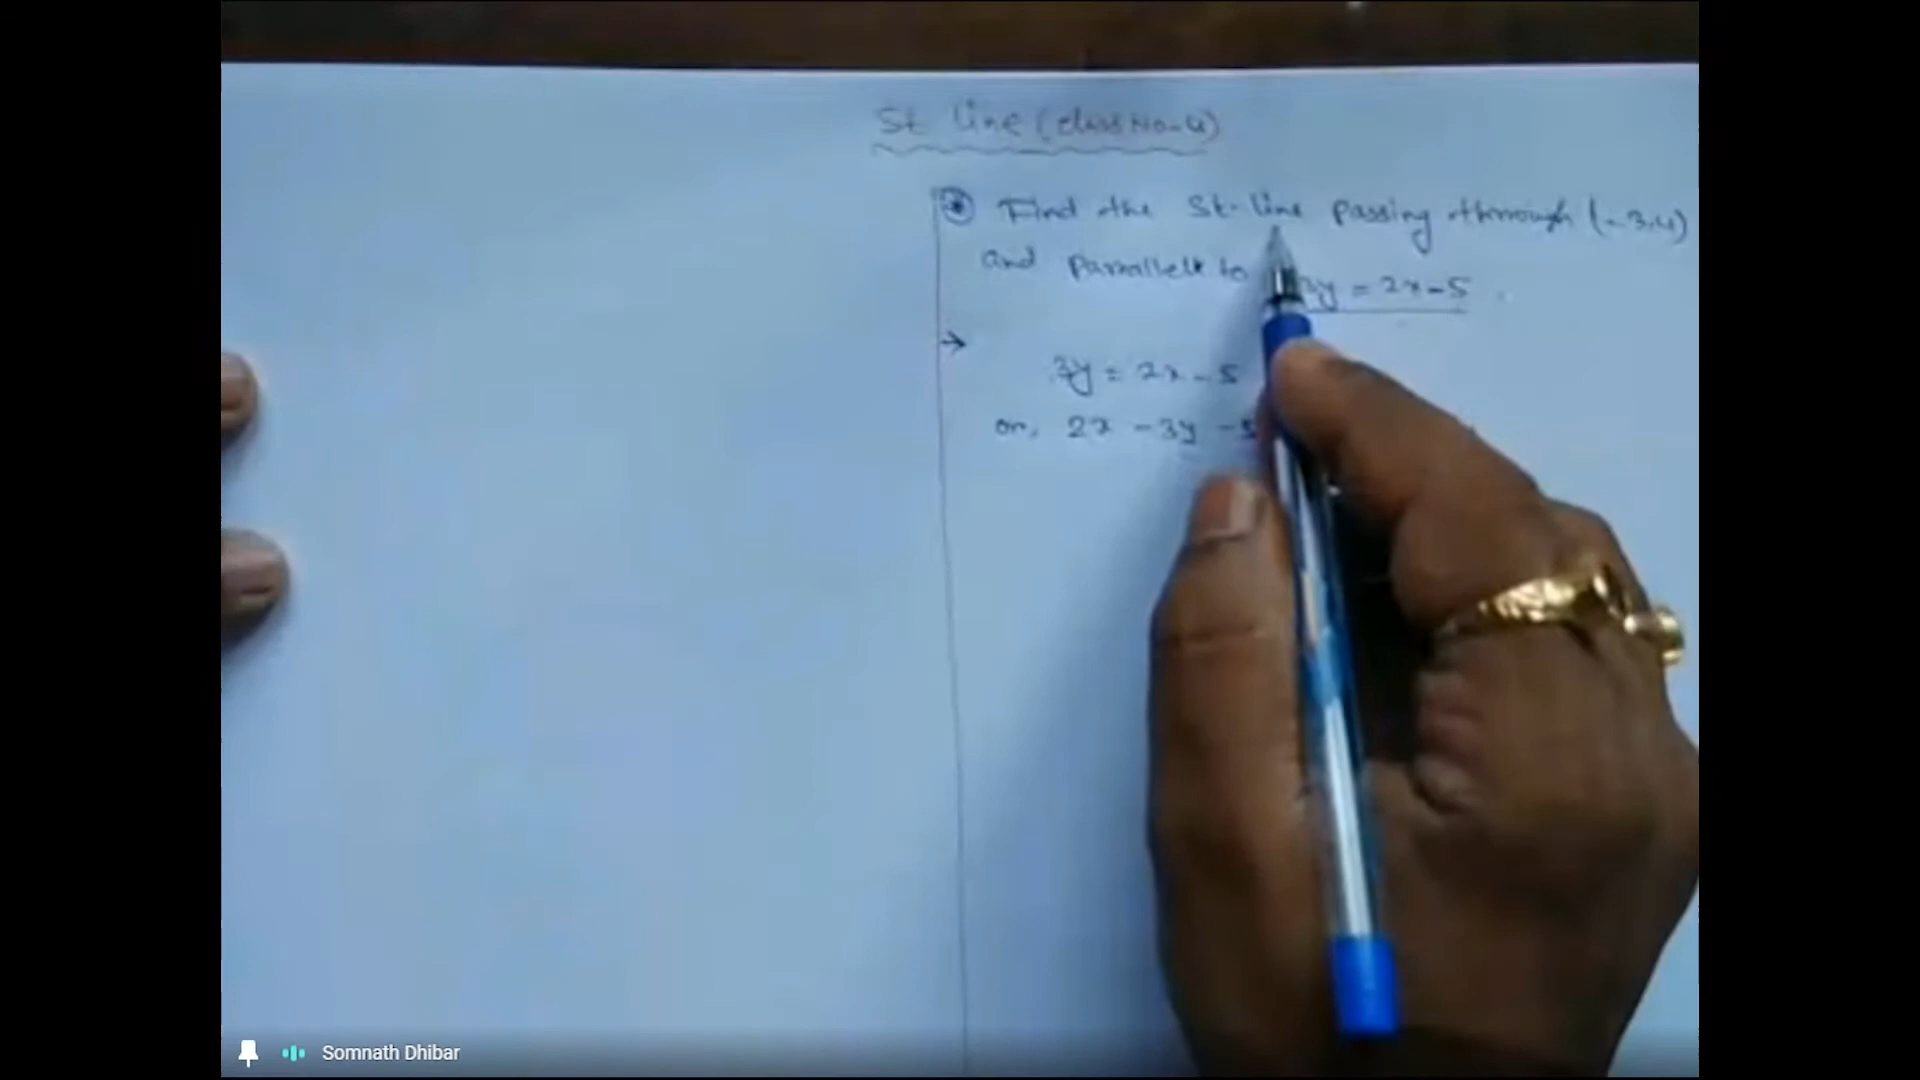 St line (class No-4)
* Find the St-line passing through (-3,4)
and Parallelt to 3y = 2x-5.
→
3y = 2x - 5
or, 2x - 3y - 5
Somnath Dhibar